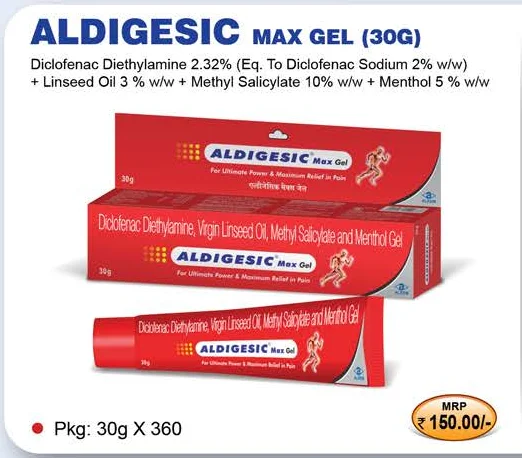 ALDIGESIC MAX GEL (30G)
Diclofenac Diethylamine 2.32% (Eq. To Diclofenac Sodium 2% w/w)
+ Linseed Oil 3 % w/w + Methyl Salicylate 10% w/w + Menthol 5 % w/w
ALDIGESIC® Max Gel
For Ultimate Power & Maximum Relief in Pain
30g
एल्डीजेसिक मैक्स जेल
Diclofenac Diethylamine, Virgin Linseed Oil, Methyl Salicylate and Menthol Gel
ALDIGESIC® Max Gel
30g
For Ultimate Power & Maximum Relief in Pain
Diclofenac Diethylamine, Virgin Linseed Oil, Methyl Salicylate and Menthol Gel
ALDIGESIC® Max Gel
30g
For Ultimate Power & Maximum Relief in Pain
Pkg: 30g X 360
MRP
₹ 150.00/-